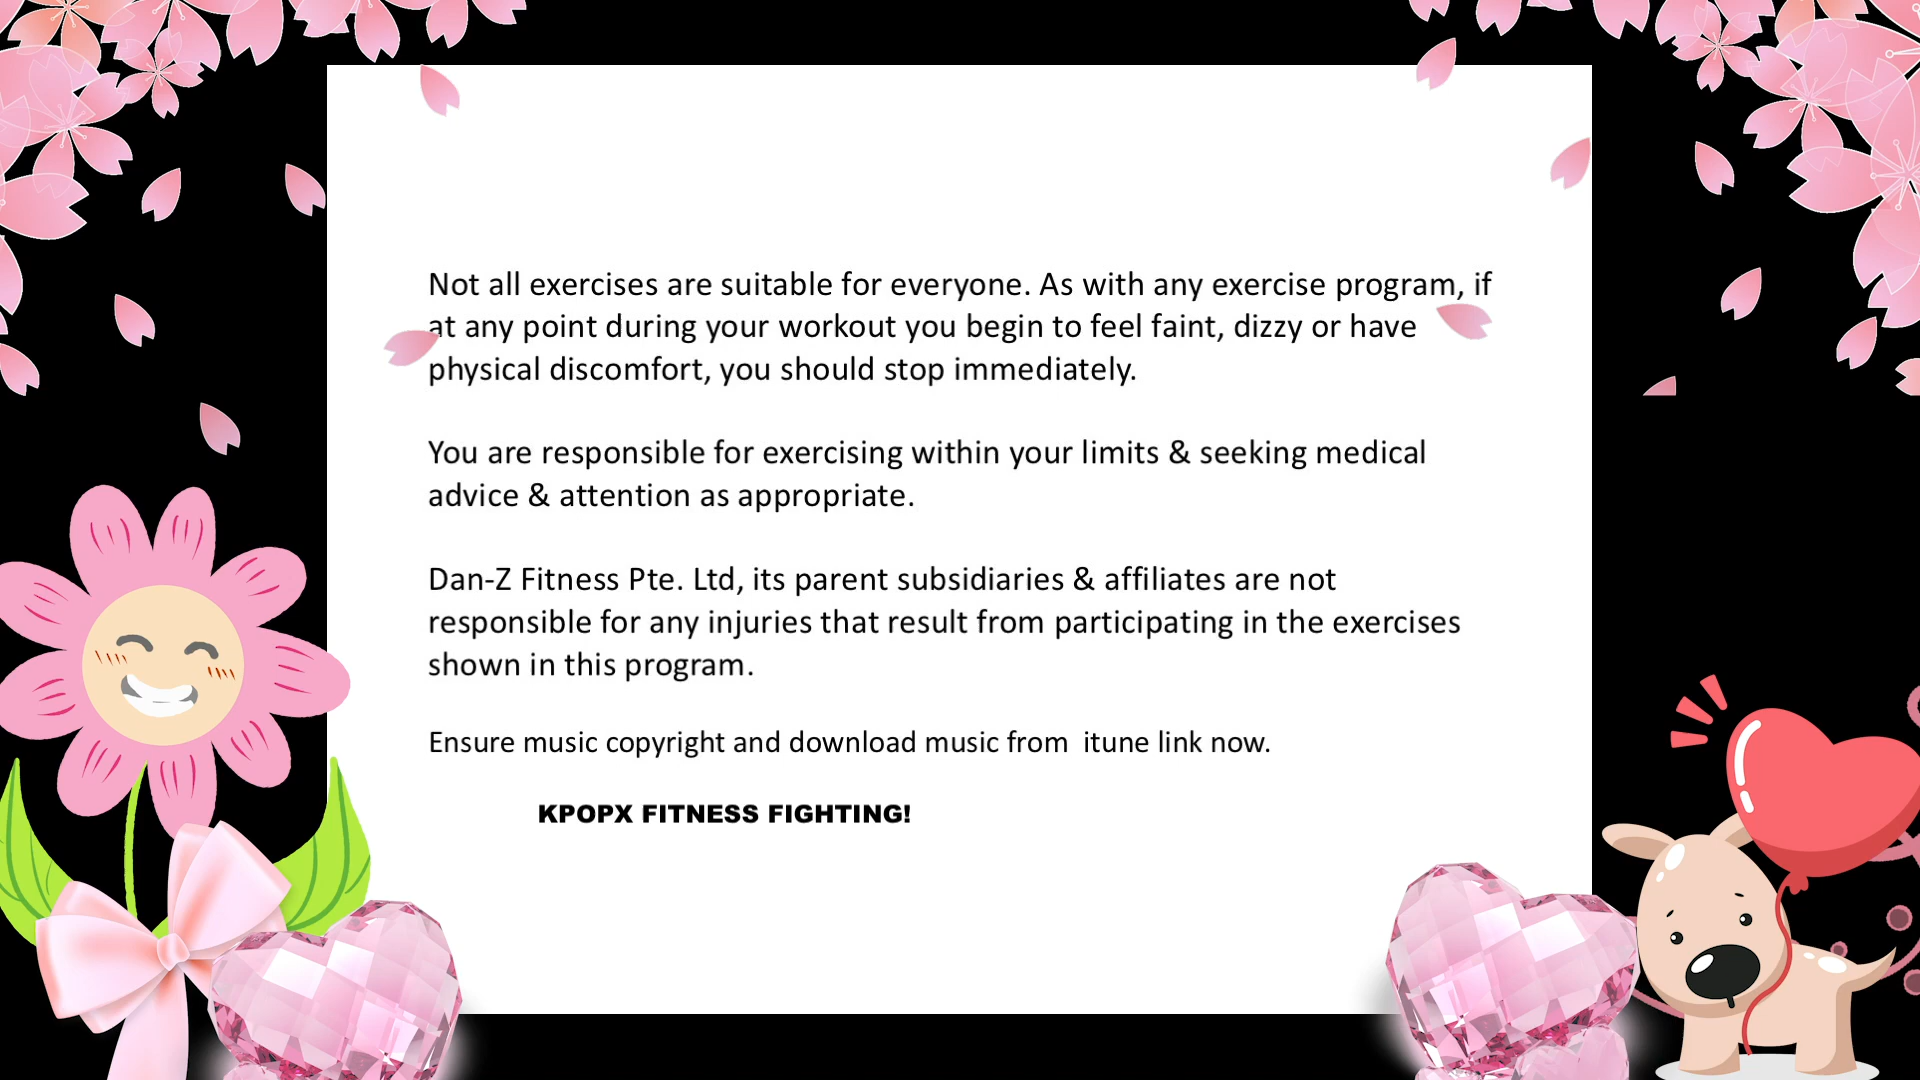 Not all exercises are suitable for everyone. As with any exercise program, if
at any point during your workout you begin to feel faint, dizzy or have
physical discomfort, you should stop immediately.
You are responsible for exercising within your limits & seeking medical
advice & attention as appropriate.
Dan-Z Fitness Pte. Ltd, its parent subsidiaries & affiliates are not
responsible for any injuries that result from participating in the exercises
shown in this program.
Ensure music copyright and download music from  itune link now.
KPOPX FITNESS FIGHTING!